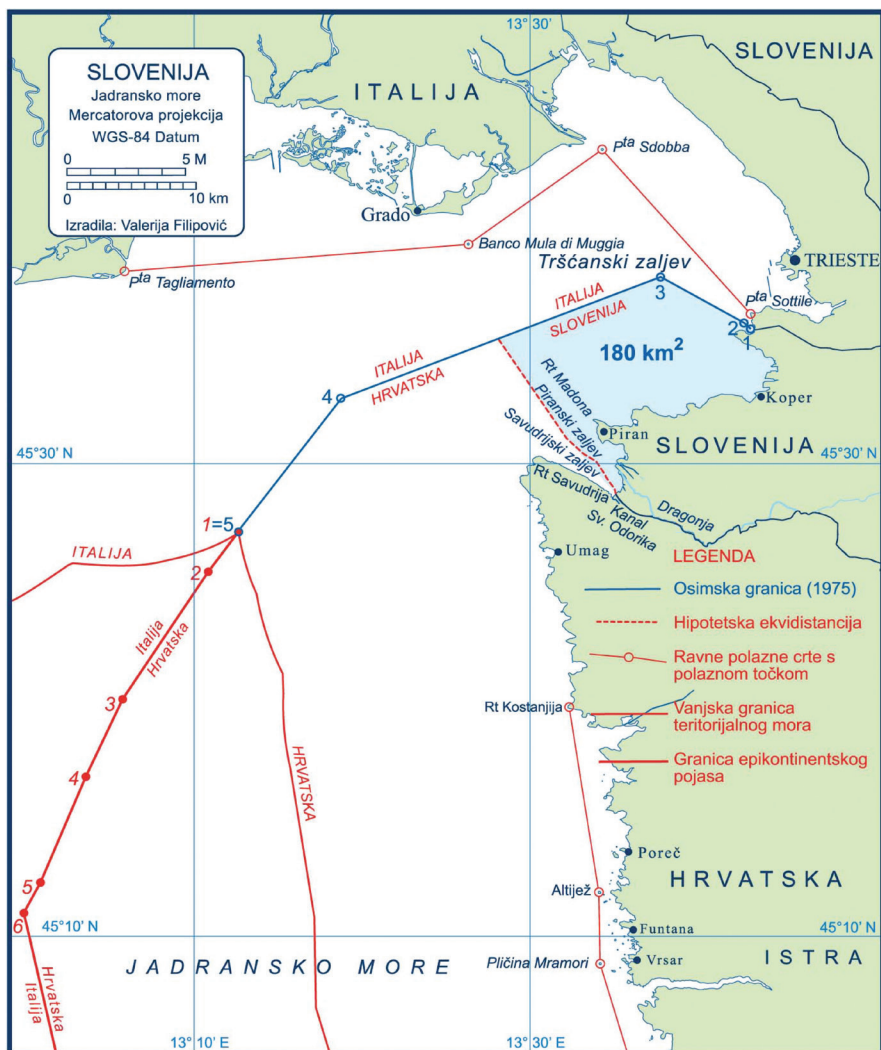 13°30'
SLOVENIJA
Jadransko more
Mercatorova projekcija
WGS-84 Datum
0 5 M
0 10 km
Izradila: Valerija Filipović
ITALIJA
SLOVENIJA
Pta Sdobba
Grado
Banco Mula di Muggia
Tršćanski zaljev
TRIESTE
Pta Tagliamento
3
Pta Sottile
2
1
ITALIJA
SLOVENIJA
180 km2
ITALIJA
HRVATSKA
4
Koper
Rt Madona
Piranski zaljev
Savudrijski zaljev
Piran
SLOVENIJA
45°30' N
45°30' N
Rt Savudrija
Kanal
Sv. Odorika
Dragonja
1=5
Umag
ITALIJA
2
LEGENDA
Osimska granica (1975)
Hipotetska ekvidistancija
Ravne polazne crte s
polaznom točkom
Vanjska granica
teritorijalnog mora
Granica epikontinentskog
pojasa
Italija
Hrvatska
3
Rt Kostanjija
4
HRVATSKA
Poreč
5
HRVATSKA
Altijež
6
Funtana
45°10' N
45°10' N
JADRANSKO MORE
Pličina Mramori
Vrsar
ISTRA
Hrvatska
Italija
13°10' E
13°30' E